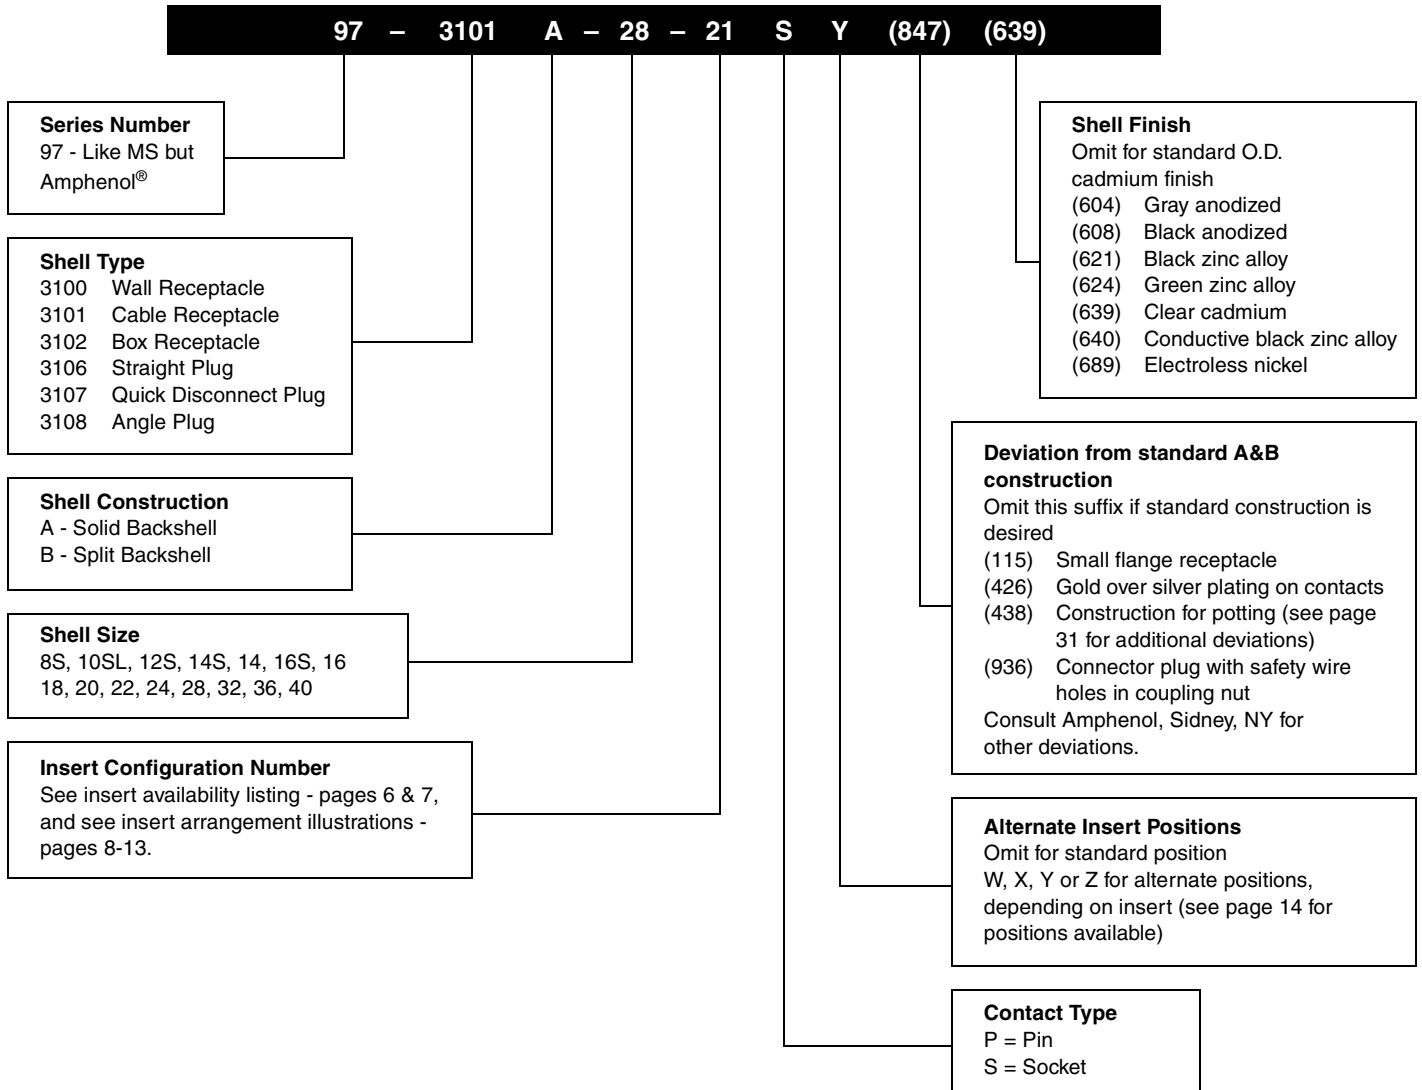 97 – 3101 A – 28 – 21 S Y (847) (639)
Series Number
97 - Like MS but
Amphenol®
Shell Type
3100 Wall Receptacle
3101 Cable Receptacle
3102 Box Receptacle
3106 Straight Plug
3107 Quick Disconnect Plug
3108 Angle Plug
Shell Construction
A - Solid Backshell
B - Split Backshell
Shell Size
8S, 10SL, 12S, 14S, 14, 16S, 16
18, 20, 22, 24, 28, 32, 36, 40
Insert Configuration Number
See insert availability listing - pages 6 & 7,
and see insert arrangement illustrations -
pages 8-13.
Shell Finish
Omit for standard O.D.
cadmium finish
(604) Gray anodized
(608) Black anodized
(621) Black zinc alloy
(624) Green zinc alloy
(639) Clear cadmium
(640) Conductive black zinc alloy
(689) Electroless nickel
Deviation from standard A&B
construction
Omit this suffix if standard construction is
desired
(115) Small flange receptacle
(426) Gold over silver plating on contacts
(438) Construction for potting (see page
31 for additional deviations)
(936) Connector plug with safety wire
holes in coupling nut
Consult Amphenol, Sidney, NY for
other deviations.
Alternate Insert Positions
Omit for standard position
W, X, Y or Z for alternate positions,
depending on insert (see page 14 for
positions available)
Contact Type
P = Pin
S = Socket